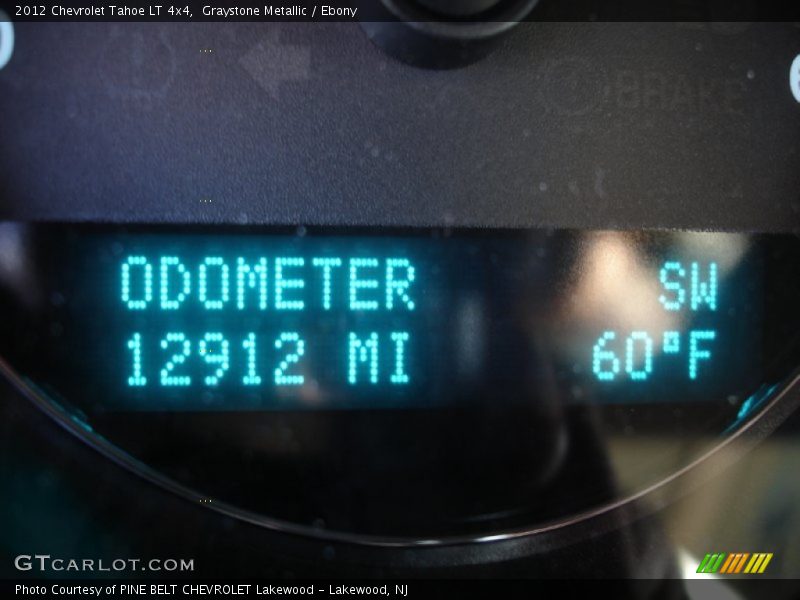 2012 Chevrolet Tahoe LT 4x4,  Graystone Metallic / Ebony
BRAKE
ODOMETER SW
12912 MI 60°F
GTCARLOT.COM
Photo Courtesy of PINE BELT CHEVROLET Lakewood - Lakewood, NJ